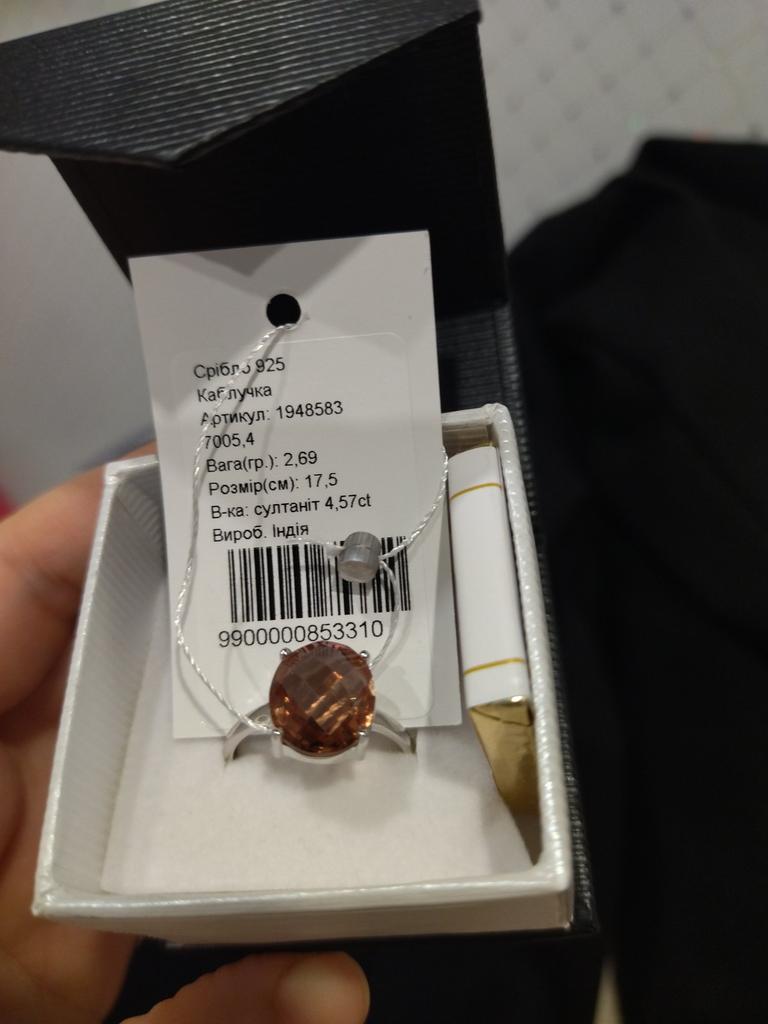 Срібло 925
Каблучка
Артикул: 1948583
7005,4
Вага(гр.): 2,69
Розмір(см): 17,5
В-ка: султаніт 4,57ct
Вироб. Індія
9900000853310